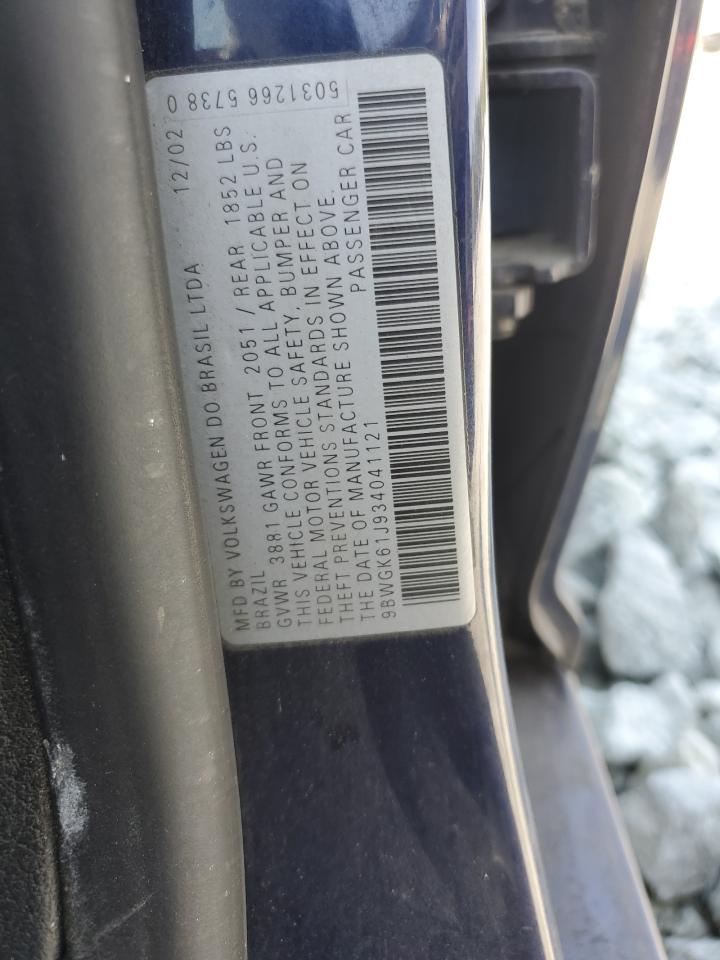 5031266 5738 0
MFD BY VOLKSWAGEN DO BRASIL LTDA 12/02
BRAZIL
GVWR 3881 GAWR FRONT 2051 / REAR 1852 LBS
THIS VEHICLE CONFORMS TO ALL APPLICABLE U.S.
FEDERAL MOTOR VEHICLE SAFETY, BUMPER AND
THEFT PREVENTIONS STANDARDS IN EFFECT ON
THE DATE OF MANUFACTURE SHOWN ABOVE.
9BWGK61J934041121 PASSENGER CAR